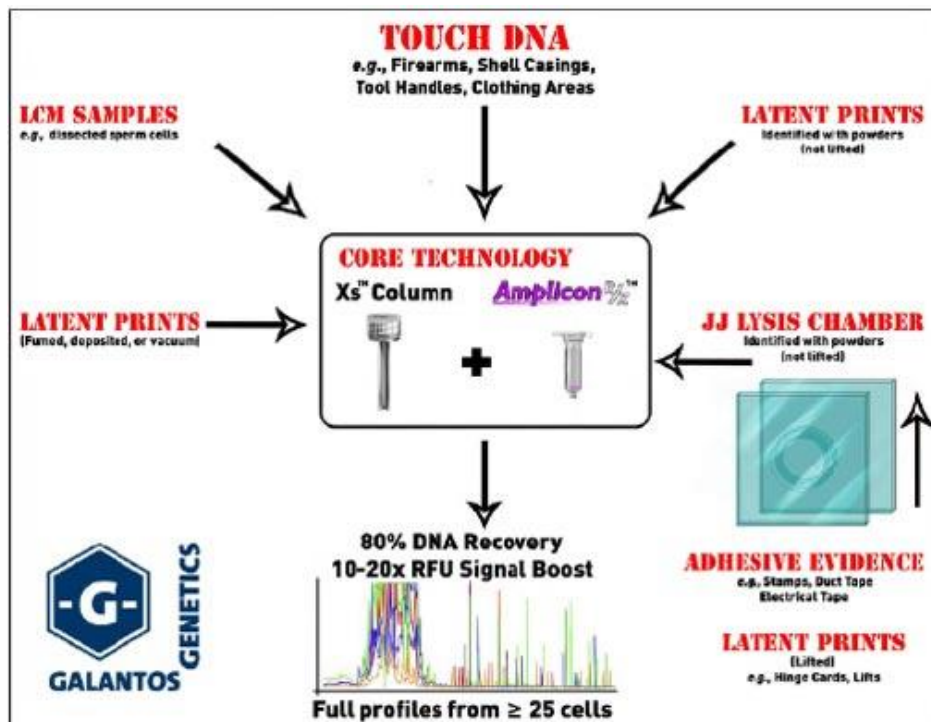 TOUCH DNA
e.g., Firearms, Shell Casings,
Tool Handles, Clothing Areas
LCM SAMPLES
e.g., dissected sperm cells
LATENT PRINTS
Identified with powders
(not lifted)
CORE TECHNOLOGY
Xs™ Column
Amplicon Rx™
+
LATENT PRINTS
(Fumed, deposited, or vacuum)
JJ LYSIS CHAMBER
Identified with powders
(not lifted)
80% DNA Recovery
10-20x RFU Signal Boost
Full profiles from ≥ 25 cells
ADHESIVE EVIDENCE
e.g., Stamps, Duct Tape
Electrical Tape
LATENT PRINTS
(Lifted)
e.g., Hinge Cards, Lifts
-G-
GALANTOS
GENETICS